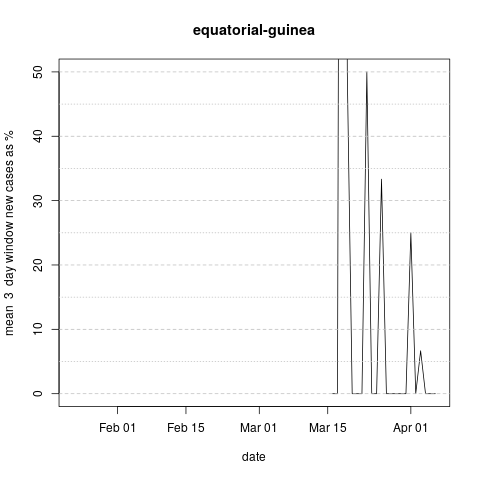 equatorial-guinea
mean  3  day window new cases as %
50
40
30
20
10
0
Feb 01
Feb 15
Mar 01
Mar 15
Apr 01
date